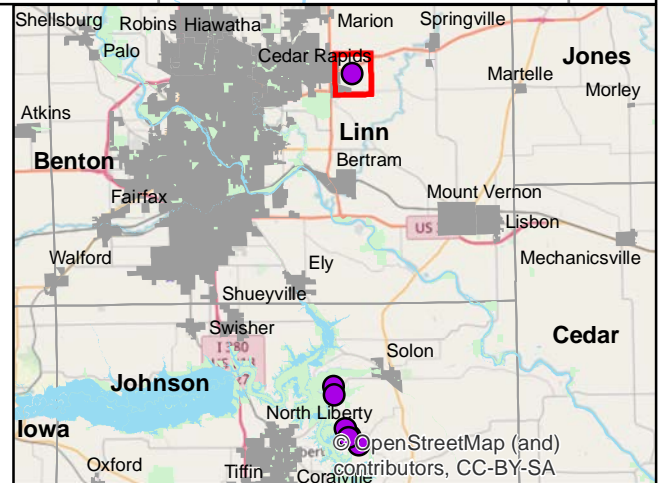 Shellsburg Robins Hiawatha Marion Springville
Palo Cedar Rapids Jones
Martelle
Morley
Atkins
Linn
Benton Bertram
Fairfax Mount Vernon
US Lisbon
Walford Mechanicsville
Ely
Shueyville
Swisher Cedar
I 380
Solon
Johnson
North Liberty
Iowa
© OpenStreetMap (and)
Oxford Tiffin Coralville contributors, CC-BY-SA